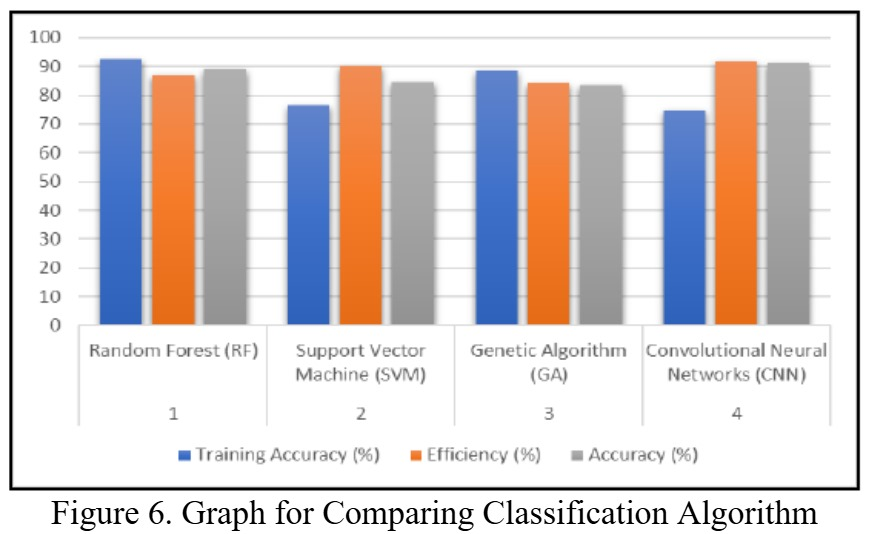 100
90
80
70
60
50
40
30
20
10
0
Random Forest (RF)
Support Vector
Machine (SVM)
Genetic Algorithm
(GA)
Convolutional Neural
Networks (CNN)
1
2
3
4
Training Accuracy (%)
Efficiency (%)
Accuracy (%)
Figure 6. Graph for Comparing Classification Algorithm